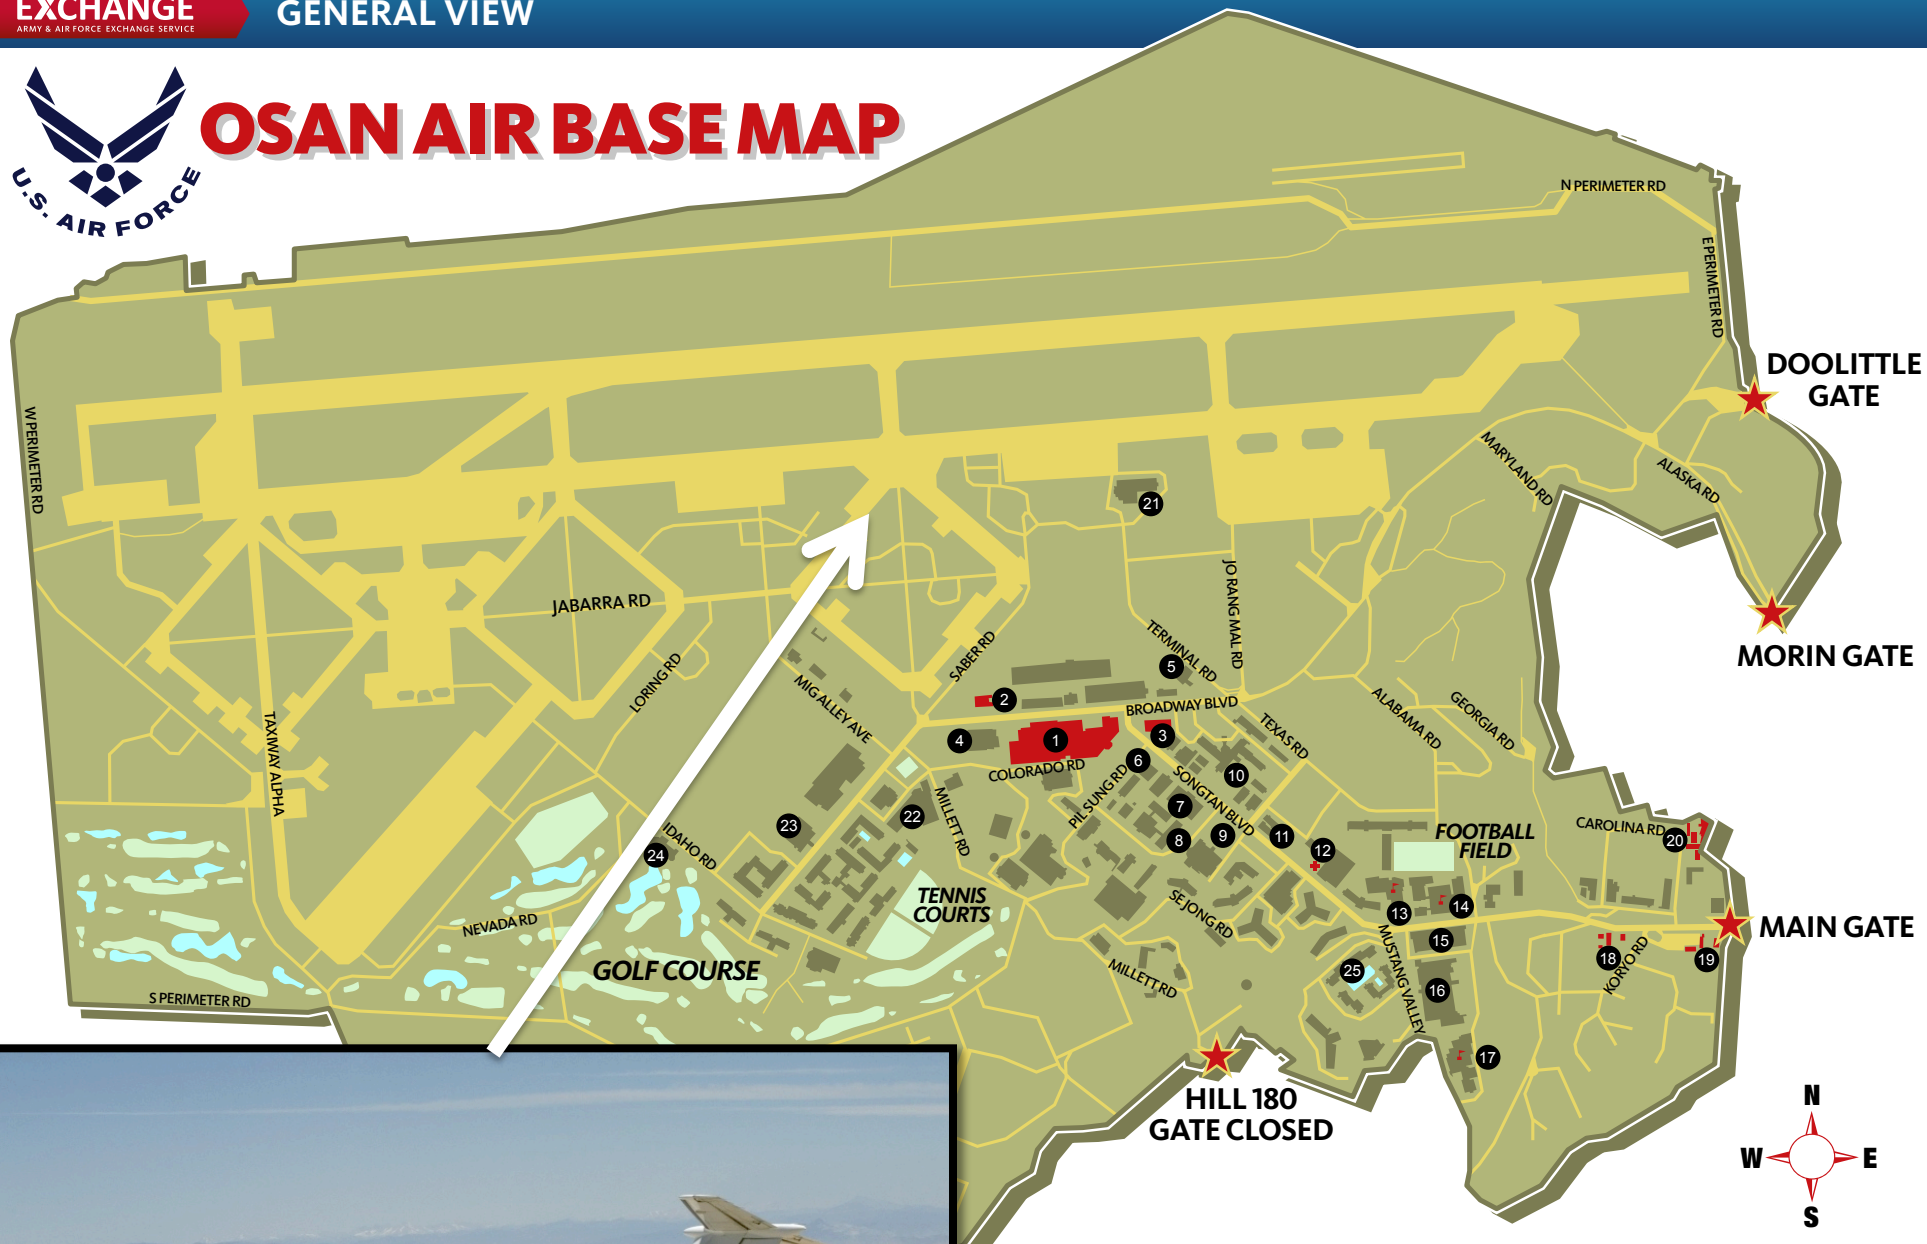 EXCHANGE
ARMY & AIR FORCE EXCHANGE SERVICE
GENERAL VIEW
U.S. AIR FORCE
OSAN AIR BASE MAP
N PERIMETER RD
E PERIMETER RD
DOOLITTLE
GATE
W PERIMETER RD
MARYLAND RD
ALASKA RD
21
JO RANG MAL RD
JABARRA RD
MORIN GATE
TERMINAL RD
5
SABER RD
LORING RD
MIG ALLEY AVE
2
BROADWAY BLVD
ALABAMA RD
GEORGIA RD
TEXAS RD
TAXIWAY ALPHA
4
1
3
COLORADO RD
6
SONGTAN BLVD
10
PILSUNG RD
7
MILLETT RD
22
23
IDAHO RD
24
8
9
11
12
FOOTBALL
FIELD
CAROLINA RD
20
TENNIS
COURTS
SEJONG RD
13
14
NEVADA RD
MAIN GATE
15
MUSTANG VALLEY
18
KORYO RD
19
GOLF COURSE
MILLETT RD
25
16
S PERIMETER RD
17
HILL 180
GATE CLOSED
N
W
E
S